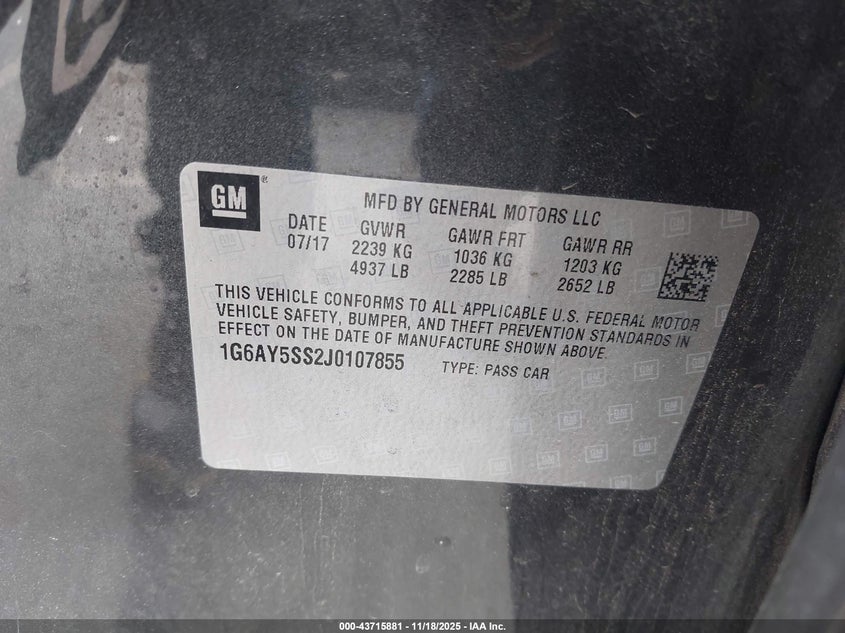 GM®
MFD BY GENERAL MOTORS LLC
DATE GVWR GAWR FRT GAWR RR
07/17 2239 KG 1036 KG 1203 KG
4937 LB 2285 LB 2652 LB
THIS VEHICLE CONFORMS TO ALL APPLICABLE U.S. FEDERAL MOTOR
VEHICLE SAFETY, BUMPER, AND THEFT PREVENTION STANDARDS IN
EFFECT ON THE DATE OF MANUFACTURE SHOWN ABOVE.
1G6AY5SS2J0107855 TYPE: PASS CAR
000-43715881 - 11/18/2025 - IAA Inc.